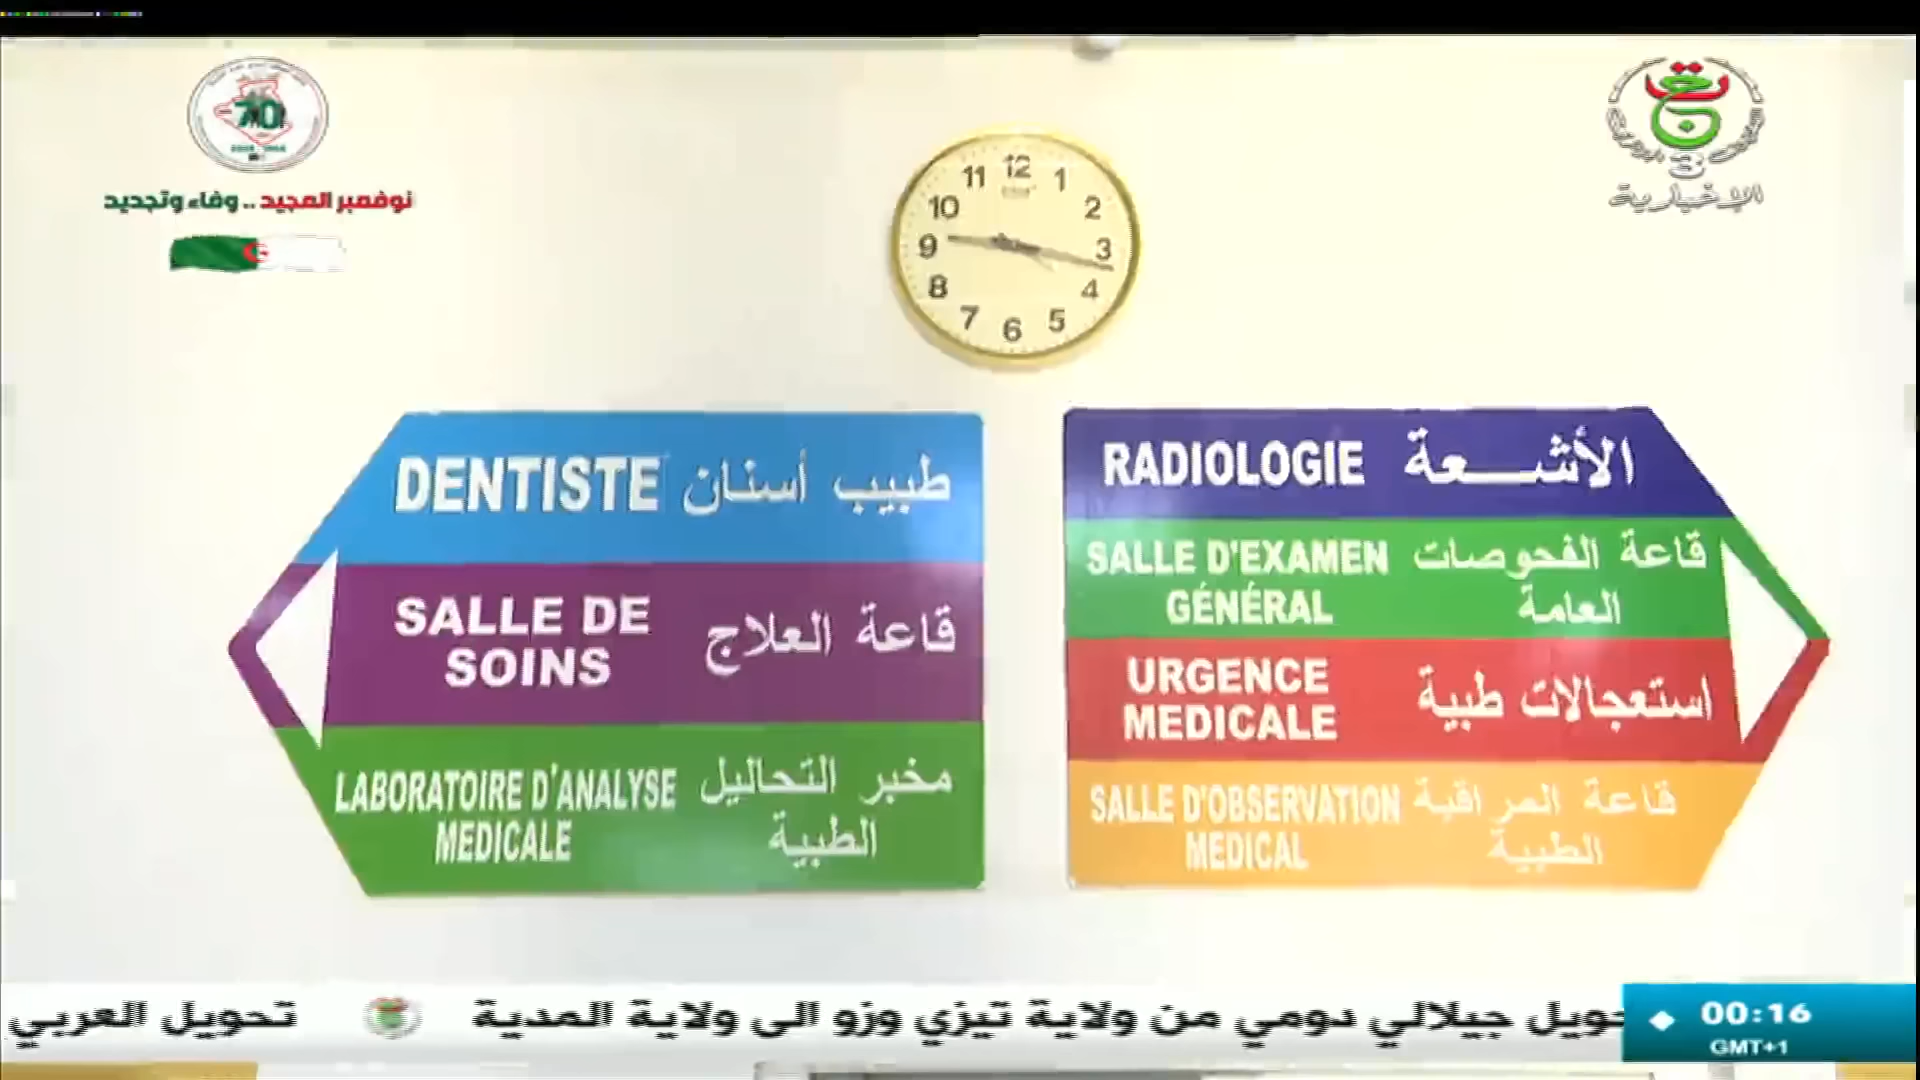 نوفمبر المجيد .. وفاء وتجديد
70
3
الإخبارية
12
11
1
10
2
9
3
8
4
7
5
6
DENTISTE طبيب أسنان
SALLE DE
SOINS
قاعة العلاج
LABORATOIRE D'ANALYSE
MEDICALE
مخبر التحاليل
الطبية
RADIOLOGIE الأشـــعة
SALLE D'EXAMEN
GÉNÉRAL
قاعة الفحوصات
العامة
URGENCE
MEDICALE
استعجالات طبية
SALLE D'OBSERVATION
MEDICAL
قاعة المراقبة
الطبية
جيلالي دومي من ولاية تيزي وزو الى ولاية المدية
تحويل العربي
00:16
GMT+1